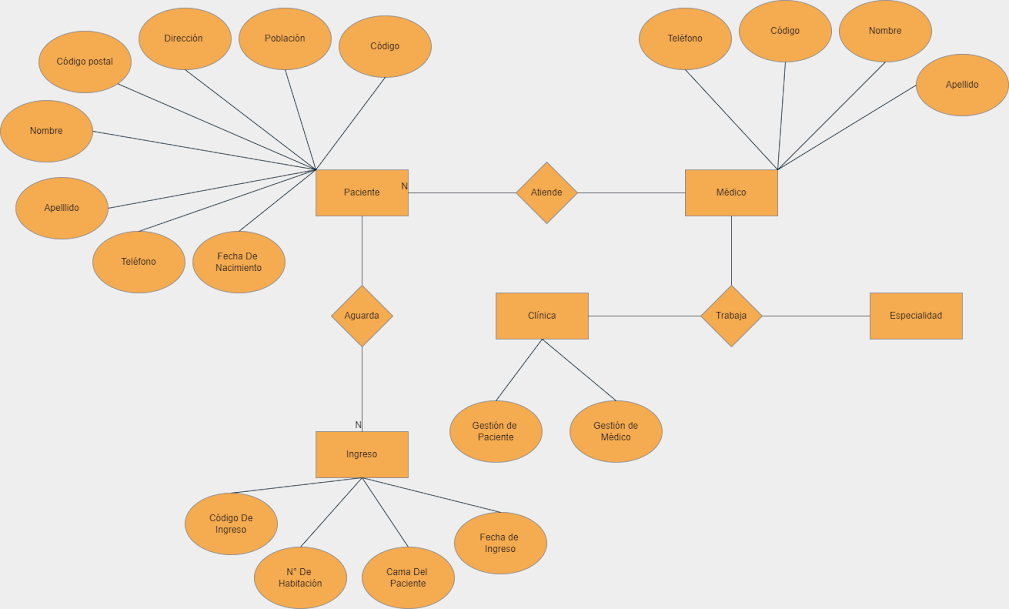 Dirección
Población
Código
Código postal
Nombre
Apelllido
Teléfono
Fecha De
Nacimiento
Teléfono
Código
Nombre
Apellido
Paciente
N
Atiende
Médico
Aguarda
Clínica
Trabaja
Especialidad
Gestión de
Paciente
Gestión de
Médico
N
Ingreso
Código De
Ingreso
N° De
Habitación
Cama Del
Paciente
Fecha de
Ingreso